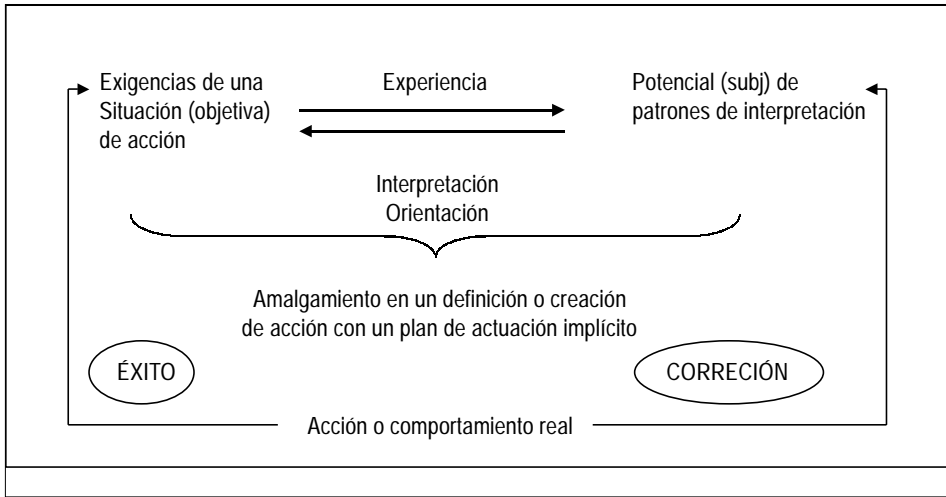 Exigencias de una
Situación (objetiva)
de acción
Experiencia
Potencial (subj) de
patrones de interpretación
Interpretación
Orientación
Amalgamiento en un definición o creación
de acción con un plan de actuación implícito
ÉXITO
CORRECIÓN
Acción o comportamiento real